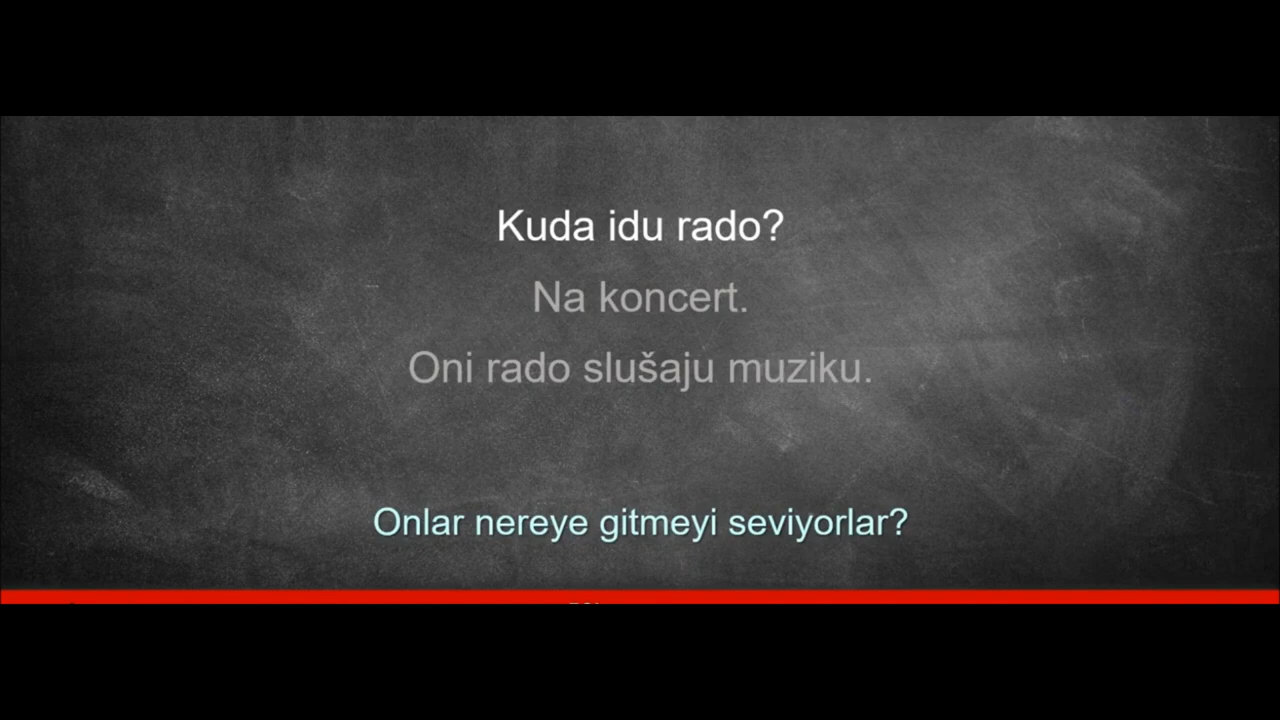 Kuda idu rado?
Na koncert.
Oni rado slušaju muziku.
Onlar nereye gitmeyi seviyorlar?